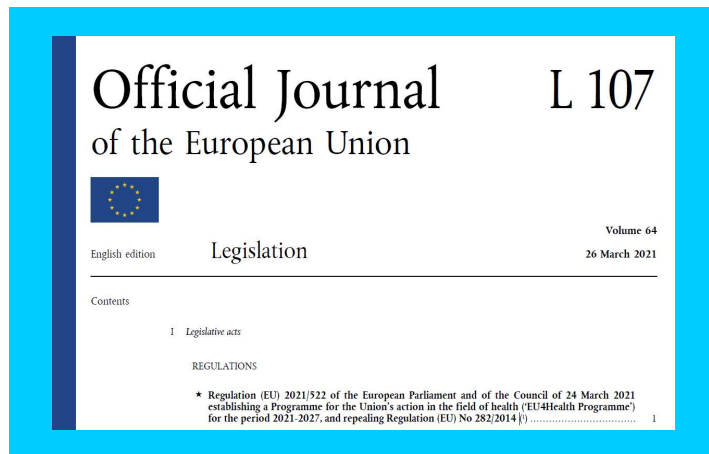 Official Journal L 107
of the European Union
Volume 64
English edition Legislation 26 March 2021
Contents
I Legislative acts
REGULATIONS
★ Regulation (EU) 2021/522 of the European Parliament and of the Council of 24 March 2021
establishing a Programme for the Union’s action in the field of health (‘EU4Health Programme’)
for the period 2021-2027, and repealing Regulation (EU) No 282/2014 (¹) .................................. 1